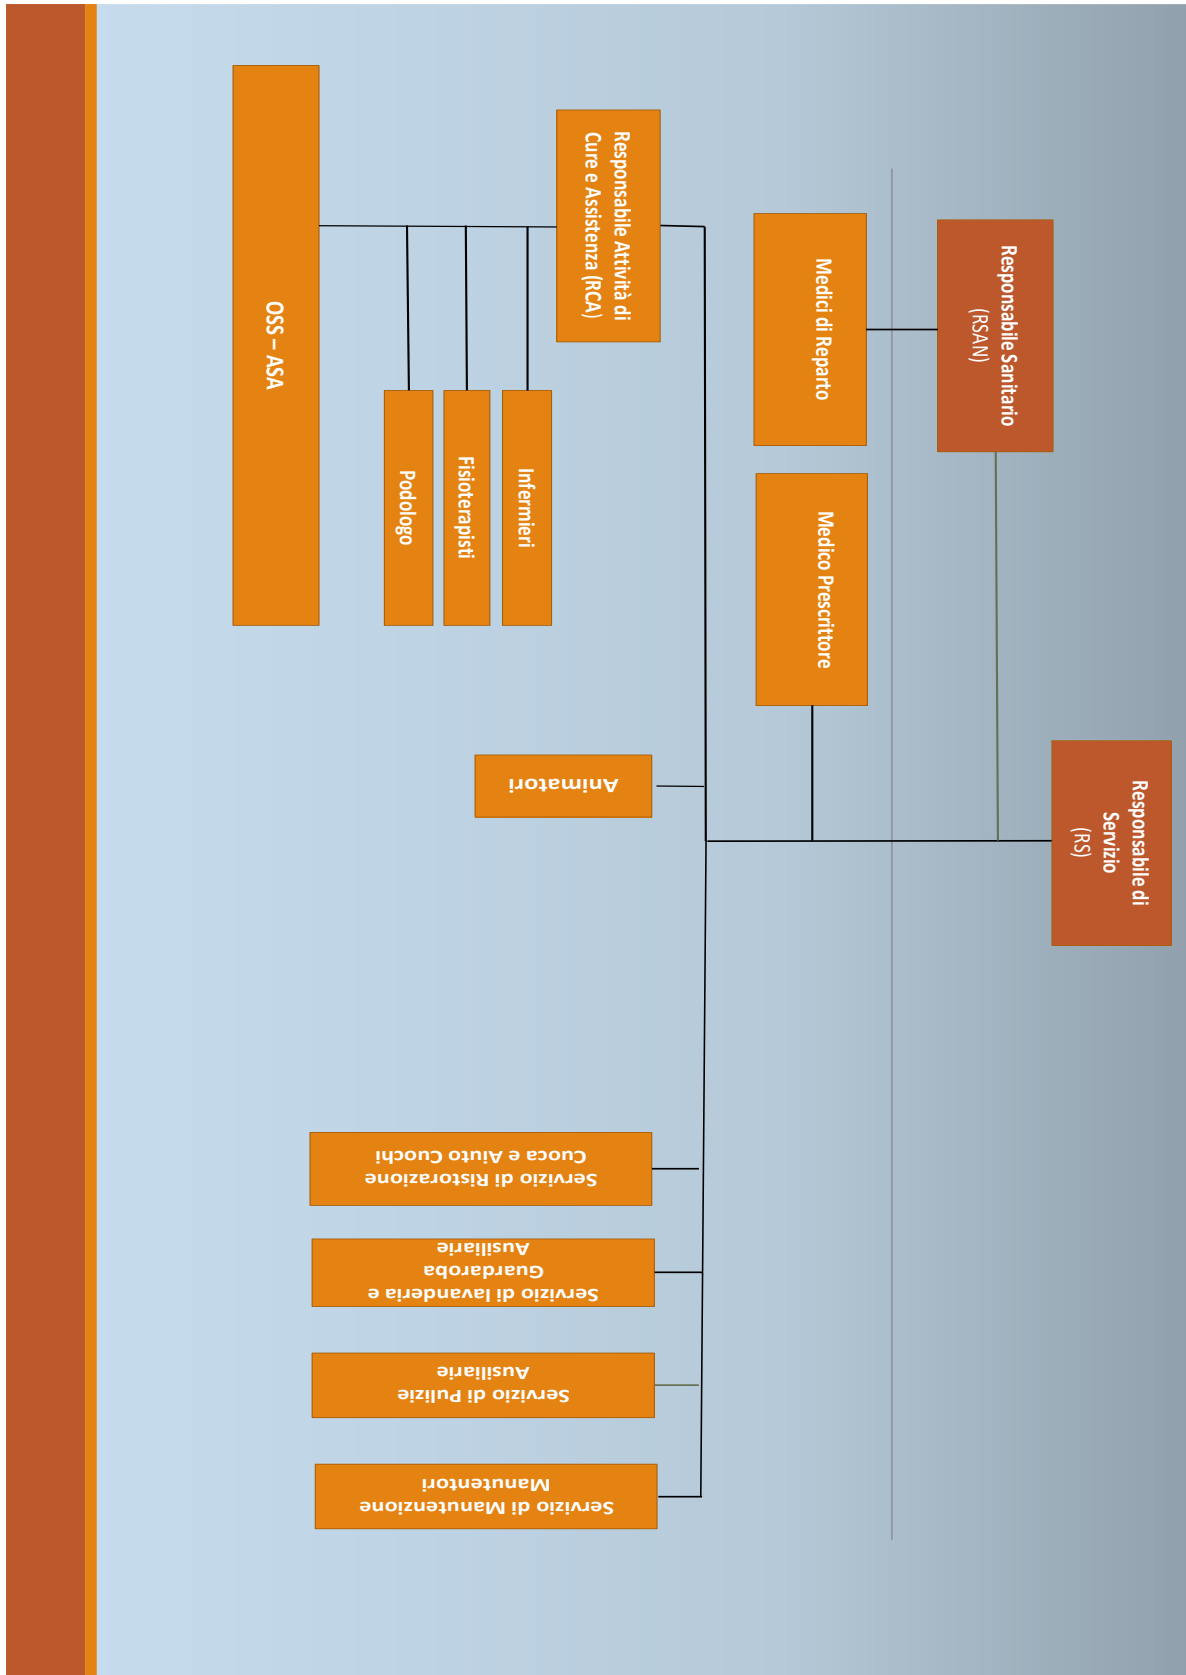 Responsabile di
Servizio
(RS)
Responsabile Sanitario
(RSAN)
Medici di Reparto
Medico Prescrittore
Responsabile Attività di
Cure e Assistenza (RCA)
Infermieri
Fisioterapisti
Podologo
OSS – ASA
Animatori
Servizio di Ristorazione
Cuoca e Aiuto Cuochi
Servizio di lavanderia e
Guardaroba
Ausiliarie
Servizio di Pulizie
Ausiliarie
Servizio di Manutenzione
Manutentori